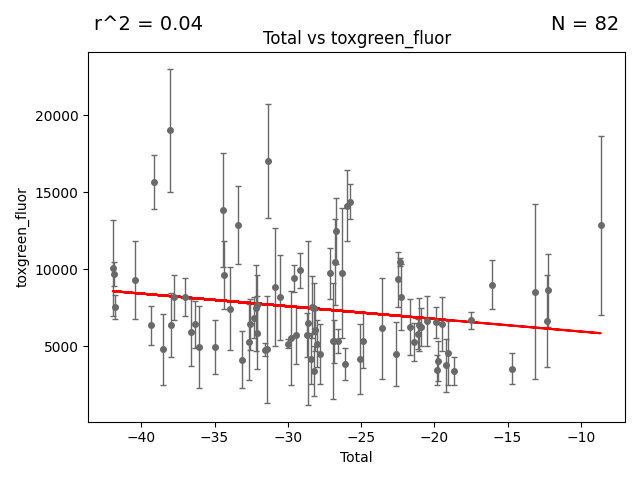 r^2 = 0.04
N = 82
Total vs toxgreen_fluor
20000
15000
10000
5000
toxgreen_fluor
−40
−35
−30
−25
−20
−15
−10
Total